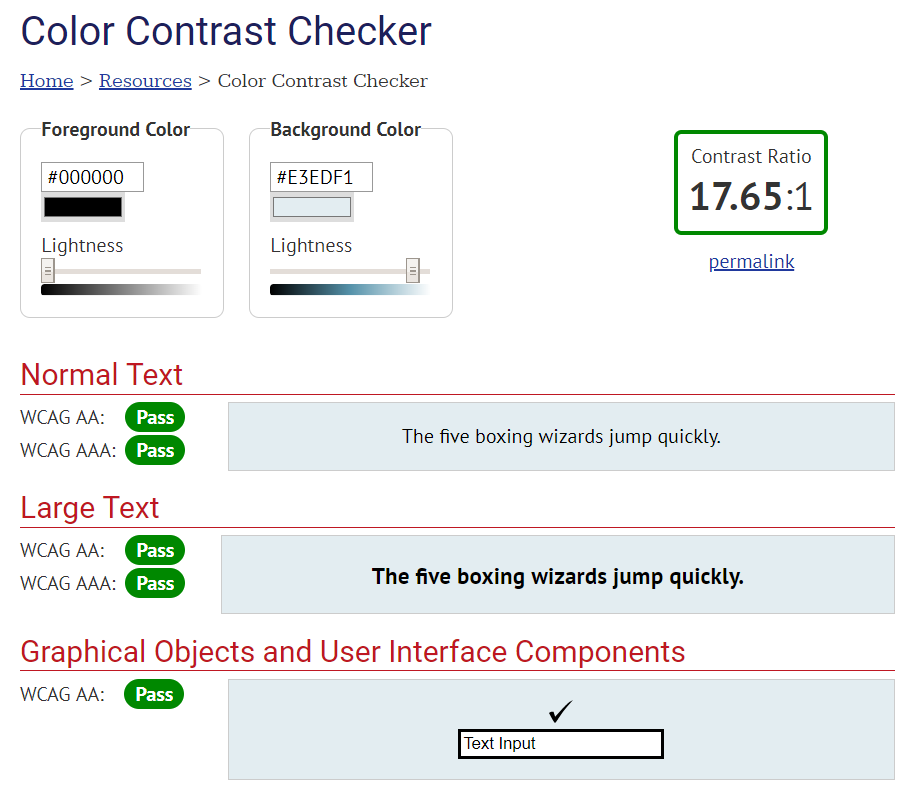 Color Contrast Checker
Home > Resources > Color Contrast Checker
Foreground Color
#000000
Lightness
Background Color
#E3EDF1
Lightness
Contrast Ratio
17.65:1
permalink
Normal Text
WCAG AA: Pass
WCAG AAA: Pass
The five boxing wizards jump quickly.
Large Text
WCAG AA: Pass
WCAG AAA: Pass
The five boxing wizards jump quickly.
Graphical Objects and User Interface Components
WCAG AA: Pass
✓
Text Input